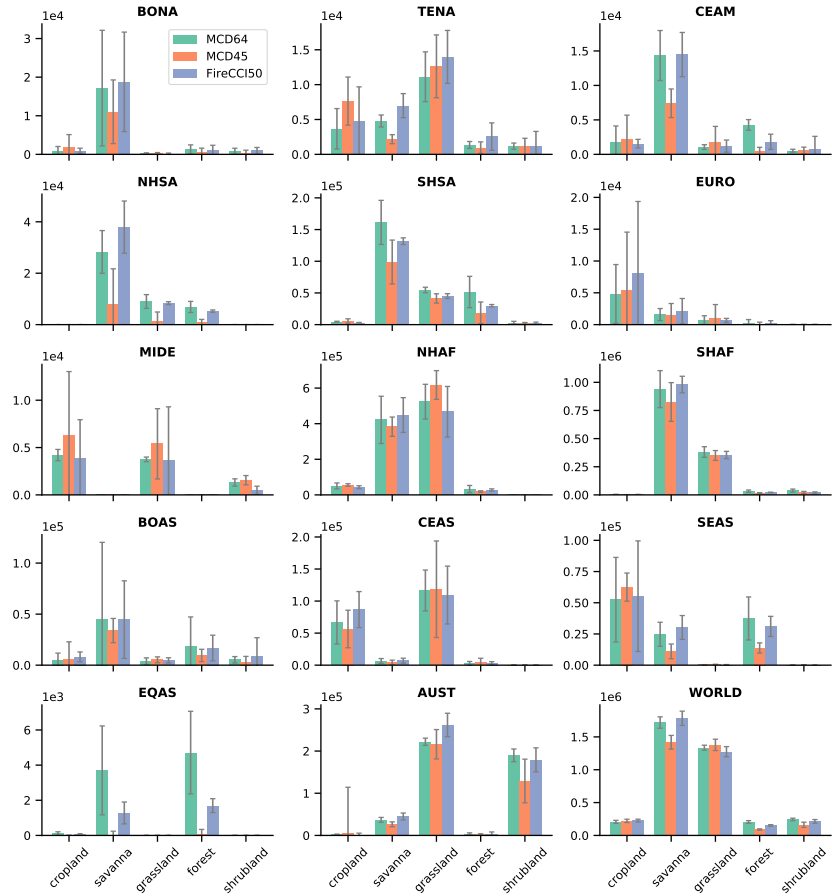 BONA
1e4
3
2
1
0
MCD64
MCD45
FireCCI50
TENA
1e4
1.5
1.0
0.5
0.0
CEAM
1e4
1.5
1.0
0.5
0.0
NHSA
1e4
4
2
0
SHSA
1e5
2.0
1.5
1.0
0.5
0.0
EURO
1e4
2.0
1.5
1.0
0.5
0.0
MIDE
1e4
1.0
0.5
0.0
NHAF
1e5
6
4
2
0
SHAF
1e6
1.00
0.75
0.50
0.25
0.00
BOAS
1e5
1.0
0.5
0.0
CEAS
1e5
2.0
1.5
1.0
0.5
0.0
SEAS
1e5
1.00
0.75
0.50
0.25
0.00
EQAS
1e3
6
4
2
0
cropland
savanna
grassland
forest
shrubland
AUST
1e5
3
2
1
0
cropland
savanna
grassland
forest
shrubland
WORLD
1e6
1.5
1.0
0.5
0.0
cropland
savanna
grassland
forest
shrubland